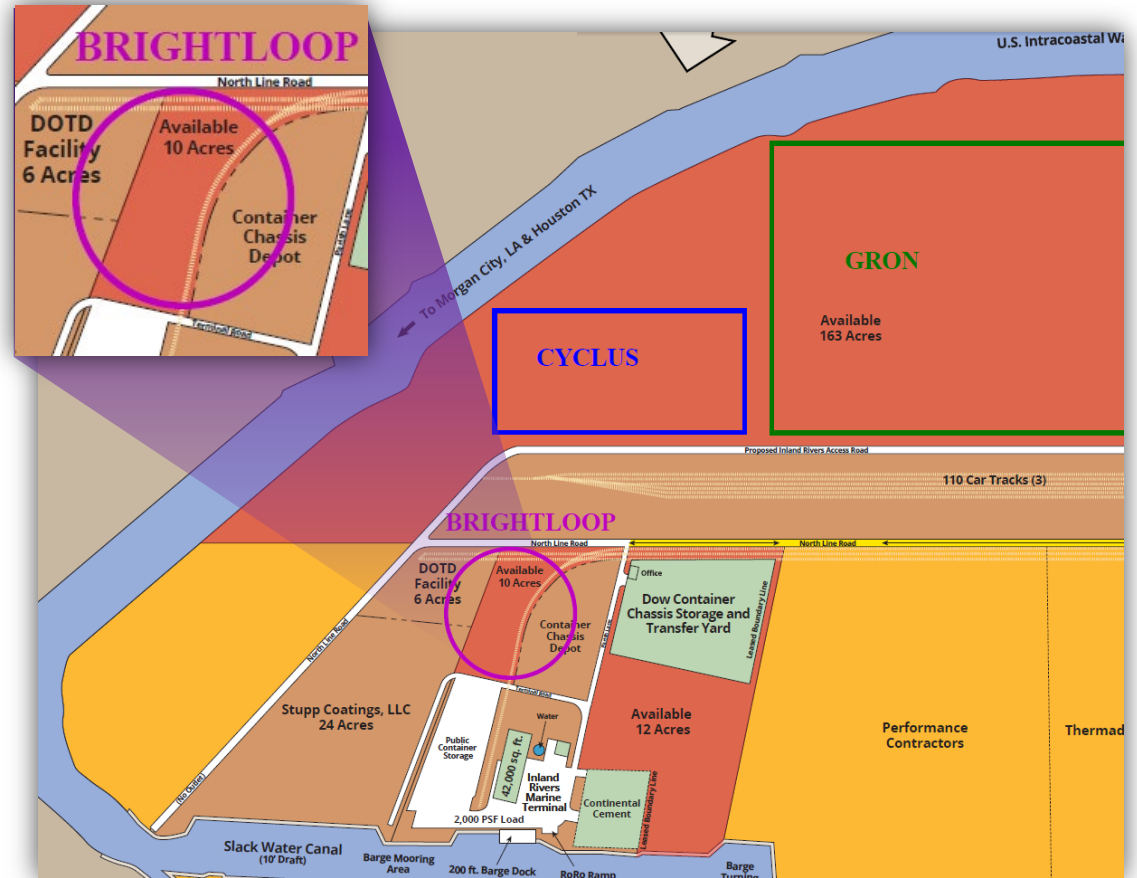 BRIGHTLOOP
North Line Road
DOTD
Facility
6 Acres
Available
10 Acres
Container
Chassis
Depot
Terminal Road
U.S. Intracoastal Wa
To Morgan City, LA & Houston TX
GRON
Available
163 Acres
CYCLUS
Proposed Inland Rivers Access Road
110 Car Tracks (3)
BRIGHTLOOP
North Line Road
North Line Road
DOTD
Facility
6 Acres
Available
10 Acres
Container
Chassis
Depot
Office
Dow Container
Chassis Storage and
Transfer Yard
Leased Boundary Line
North Line Road
Terminal Road
Stupp Coatings, LLC
24 Acres
Public
Container
Storage
Water
42,000 sq. ft.
Inland
Rivers
Marine
Terminal
2,000 PSF Load
Available
12 Acres
Continental
Cement
Leased Boundary Line
Performance
Contractors
Thermad
(No Outlet)
Slack Water Canal
(10' Draft)
Barge Mooring
Area
200 ft. Barge Dock
RoRo Ramp
Barge
Turning